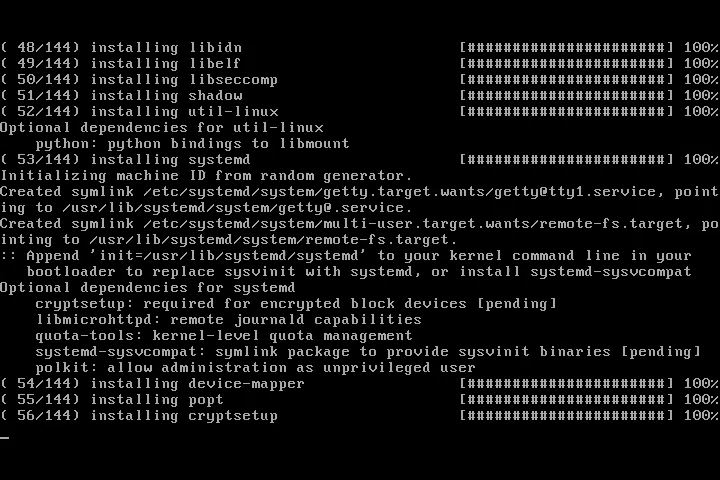 ( 48/144) installing libidn                        [######################] 100%
( 49/144) installing libelf                        [######################] 100%
( 50/144) installing libseccomp                    [######################] 100%
( 51/144) installing shadow                        [######################] 100%
( 52/144) installing util-linux                    [######################] 100%
Optional dependencies for util-linux
    python: python bindings to libmount
( 53/144) installing systemd                       [######################] 100%
Initializing machine ID from random generator.
Created symlink /etc/systemd/system/getty.target.wants/getty@tty1.service, point
ing to /usr/lib/systemd/system/getty@.service.
Created symlink /etc/systemd/system/multi-user.target.wants/remote-fs.target, po
inting to /usr/lib/systemd/system/remote-fs.target.
:: Append 'init=/usr/lib/systemd/systemd' to your kernel command line in your
   bootloader to replace sysvinit with systemd, or install systemd-sysvcompat
Optional dependencies for systemd
    cryptsetup: required for encrypted block devices [pending]
    libmicrohttpd: remote journald capabilities
    quota-tools: kernel-level quota management
    systemd-sysvcompat: symlink package to provide sysvinit binaries [pending]
    polkit: allow administration as unprivileged user
( 54/144) installing device-mapper                 [######################] 100%
( 55/144) installing popt                          [######################] 100%
( 56/144) installing cryptsetup                    [######################] 100%